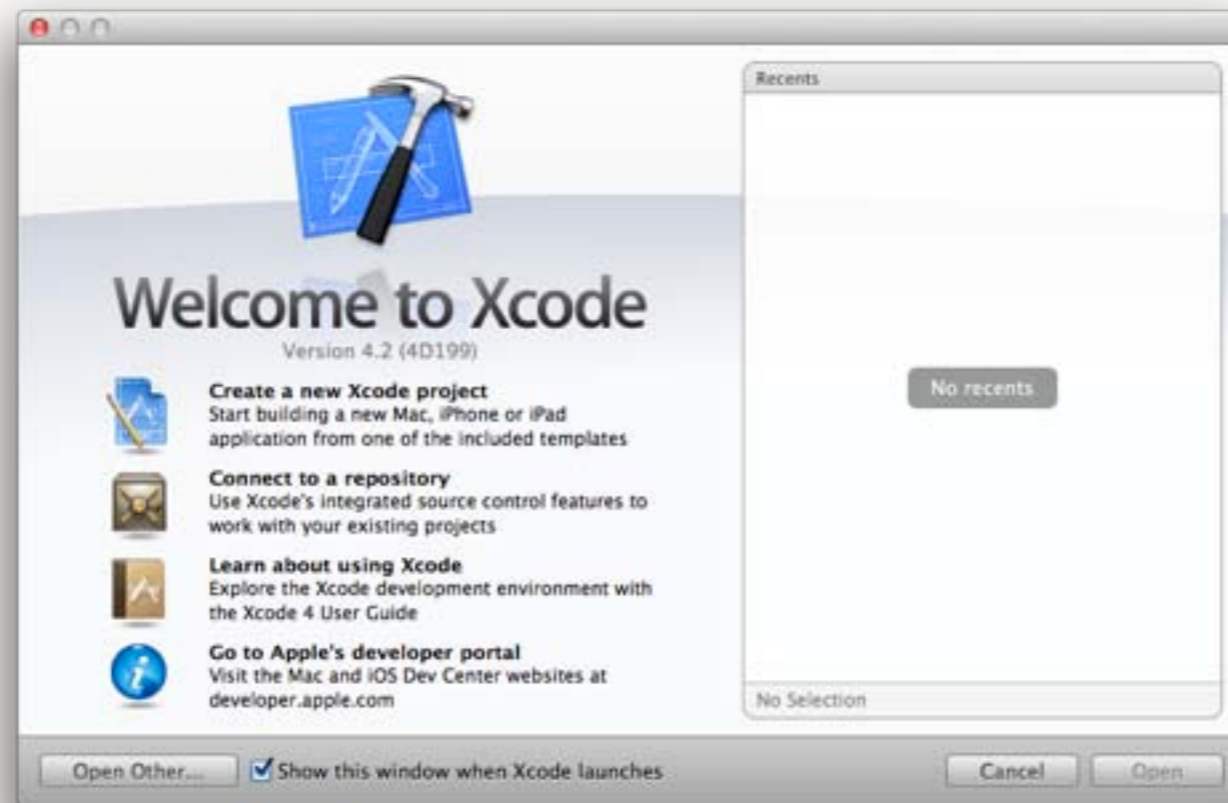 Welcome to Xcode
Version 4.2 (4D199)
Create a new Xcode project
Start building a new Mac, iPhone or iPad
application from one of the included templates
Connect to a repository
Use Xcode's integrated source control features to
work with your existing projects
Learn about using Xcode
Explore the Xcode development environment with
the Xcode 4 User Guide
Go to Apple's developer portal
Visit the Mac and iOS Dev Center websites at
developer.apple.com
Recents
No recents
No Selection
Open Other...
Show this window when Xcode launches
Cancel
Open